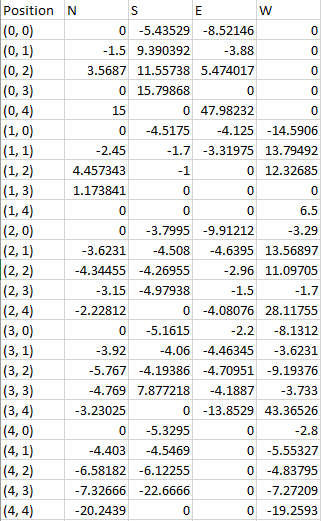 Position N S E W
(0, 0) 0 -5.43529 -8.52146 0
(0, 1) -1.5 9.390392 -3.88 0
(0, 2) 3.5687 11.55738 5.474017 0
(0, 3) 0 15.79868 0 0
(0, 4) 15 0 47.98232 0
(1, 0) 0 -4.5175 -4.125 -14.5906
(1, 1) -2.45 -1.7 -3.31975 13.79492
(1, 2) 4.457343 -1 0 12.32685
(1, 3) 1.173841 0 0 0
(1, 4) 0 0 0 6.5
(2, 0) 0 -3.7995 -9.91212 -3.29
(2, 1) -3.6231 -4.508 -4.6395 13.56897
(2, 2) -4.34455 -4.26955 -2.96 11.09705
(2, 3) -3.15 -4.97938 -1.5 -1.7
(2, 4) -2.22812 0 -4.08076 28.11755
(3, 0) 0 -5.1615 -2.2 -8.1312
(3, 1) -3.92 -4.06 -4.46345 -3.6231
(3, 2) -5.767 -4.19386 -4.70951 -9.19376
(3, 3) -4.769 7.877218 -4.1887 -3.733
(3, 4) -3.23025 0 -13.8529 43.36526
(4, 0) 0 -5.3295 0 -2.8
(4, 1) -4.403 -4.5469 0 -5.55327
(4, 2) -6.58182 -6.12255 0 -4.83795
(4, 3) -7.32666 -22.6666 0 -7.27209
(4, 4) -20.2439 0 0 -19.2593